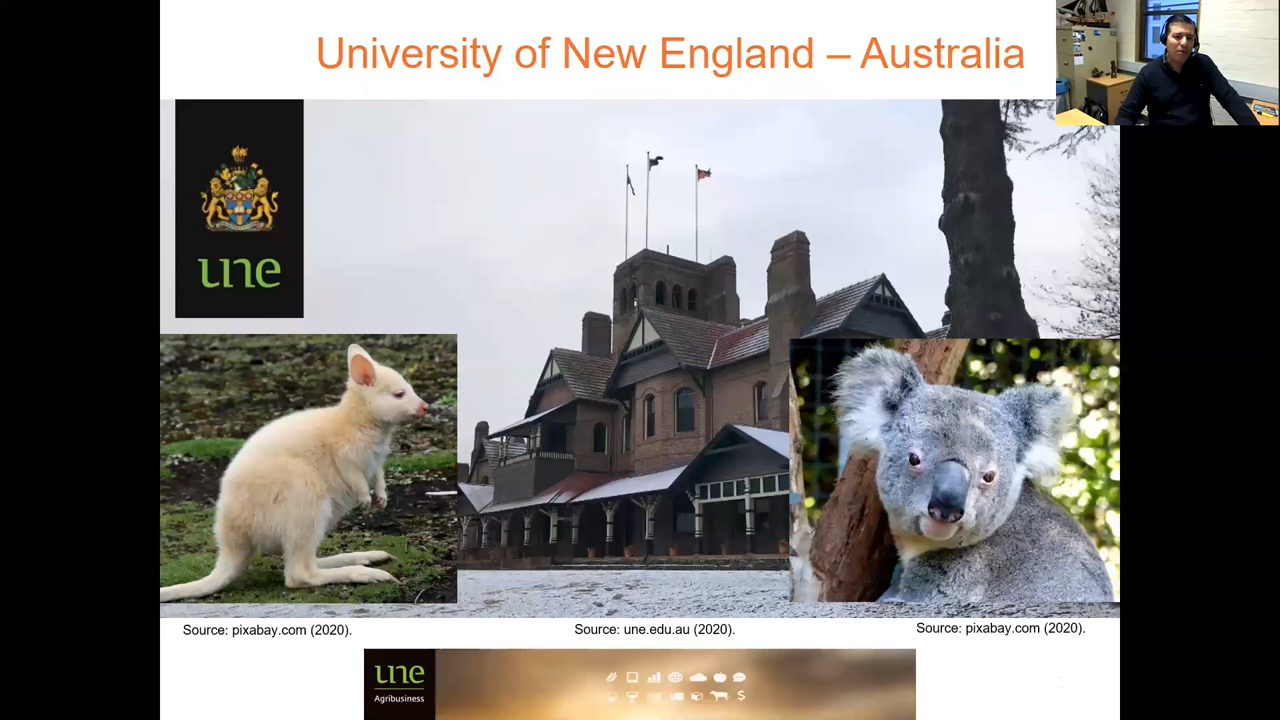 University of New England – Australia
une
Source: pixabay.com (2020).
Source: une.edu.au (2020).
Source: pixabay.com (2020).
une
Agribusiness
$